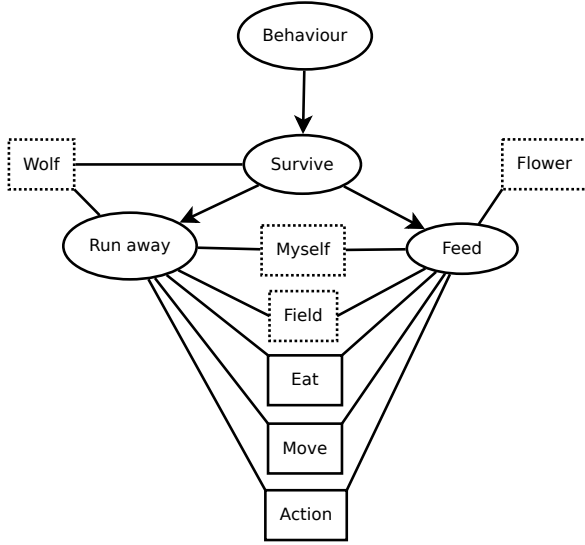 Behaviour
Wolf
Survive
Flower
Run away
Myself
Feed
Field
Eat
Move
Action